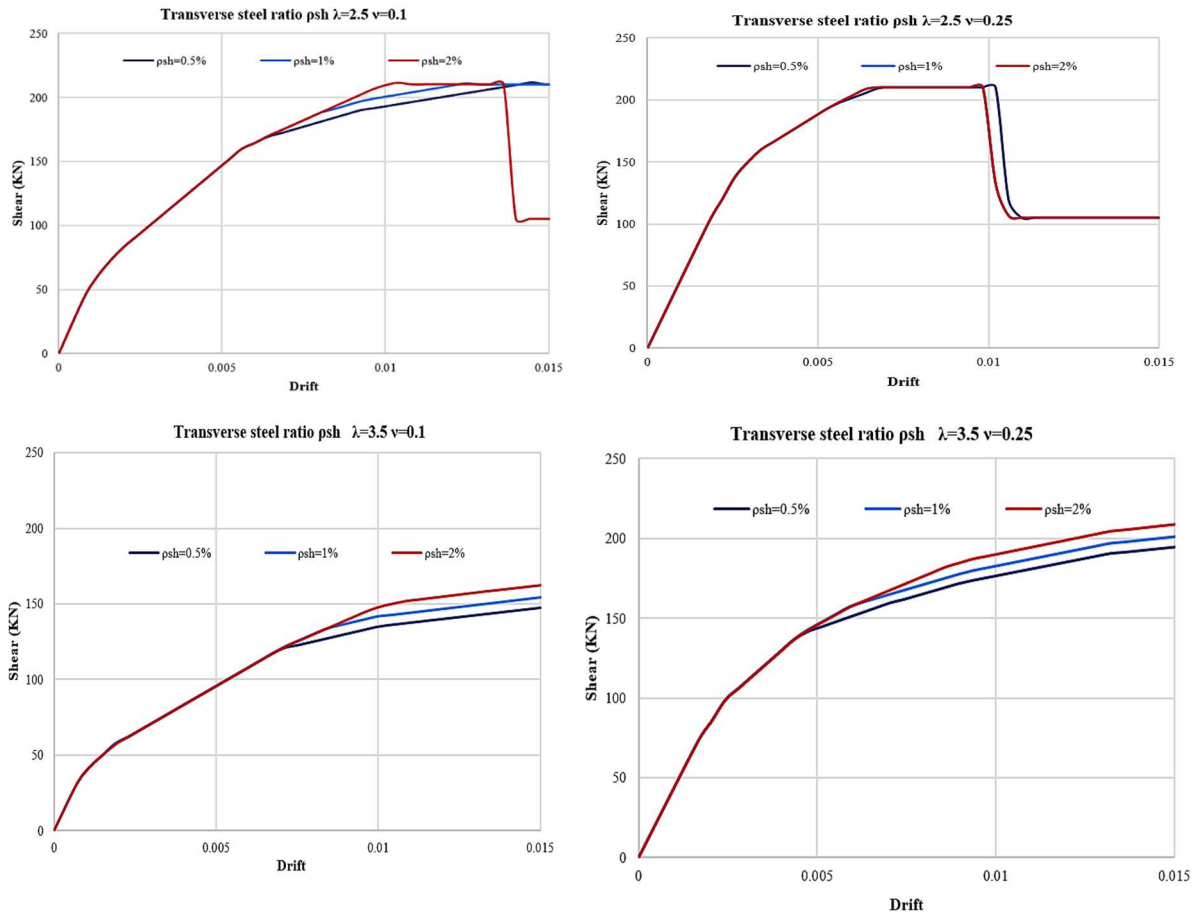 Transverse steel ratio ρsh λ=2.5 ν=0.1
250
200
150
100
50
0
Shear (KN)
ρsh=0.5% ρsh=1% ρsh=2%
0 0.005 0.01 0.015
Drift
Transverse steel ratio ρsh λ=2.5 ν=0.25
250
200
150
100
50
0
Shear (KN)
ρsh=0.5% ρsh=1% ρsh=2%
0 0.005 0.01 0.015
Drift
Transverse steel ratio ρsh λ=3.5 ν=0.1
250
200
150
100
50
0
Shear (KN)
ρsh=0.5% ρsh=1% ρsh=2%
0 0.005 0.01 0.015
Drift
Transverse steel ratio ρsh λ=3.5 ν=0.25
250
200
150
100
50
0
Shear (KN)
ρsh=0.5% ρsh=1% ρsh=2%
0 0.005 0.01 0.015
Drift